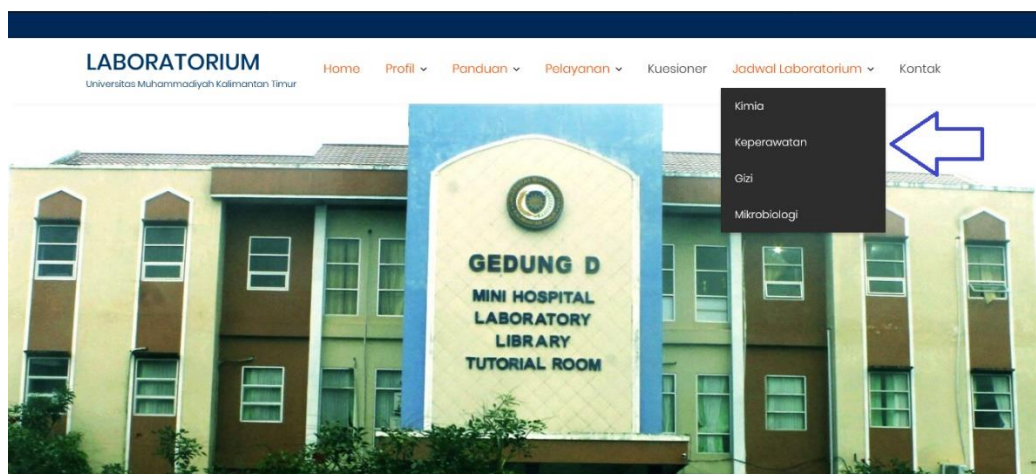 LABORATORIUM
Universitas Muhammadiyah Kalimantan Timur
Home Profil Panduan Pelayanan Kuesioner Jadwal Laboratorium Kontak
Kimia
Keperawatan
Gizi
Mikrobiologi
GEDUNG D
MINI HOSPITAL
LABORATORY
LIBRARY
TUTORIAL ROOM